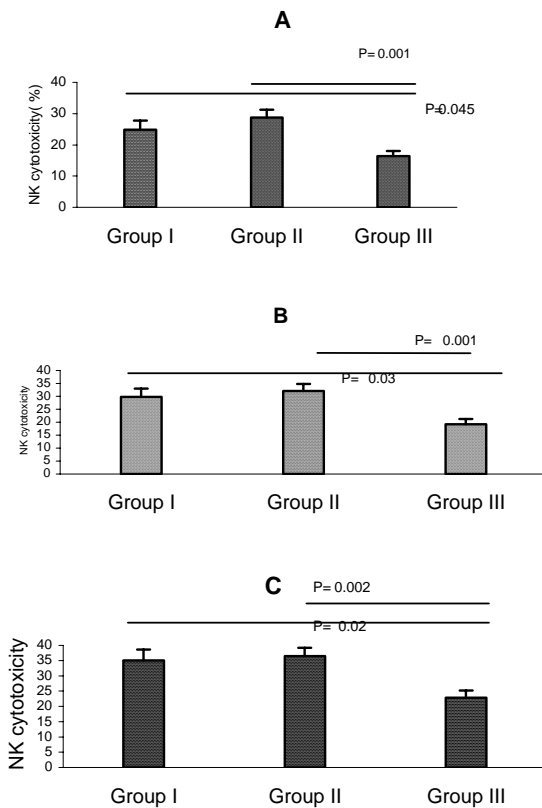 A
P= 0.001
P=0.045
NK cytotoxicity( %)
40
30
20
10
0
Group I Group II Group III
B
P= 0.001
P= 0.03
NK cytotoxicity
40
35
30
25
20
15
10
5
0
Group I Group II Group III
C
P= 0.002
P= 0.02
NK cytotoxicity
40
35
30
25
20
15
10
5
0
Group I Group II Group III